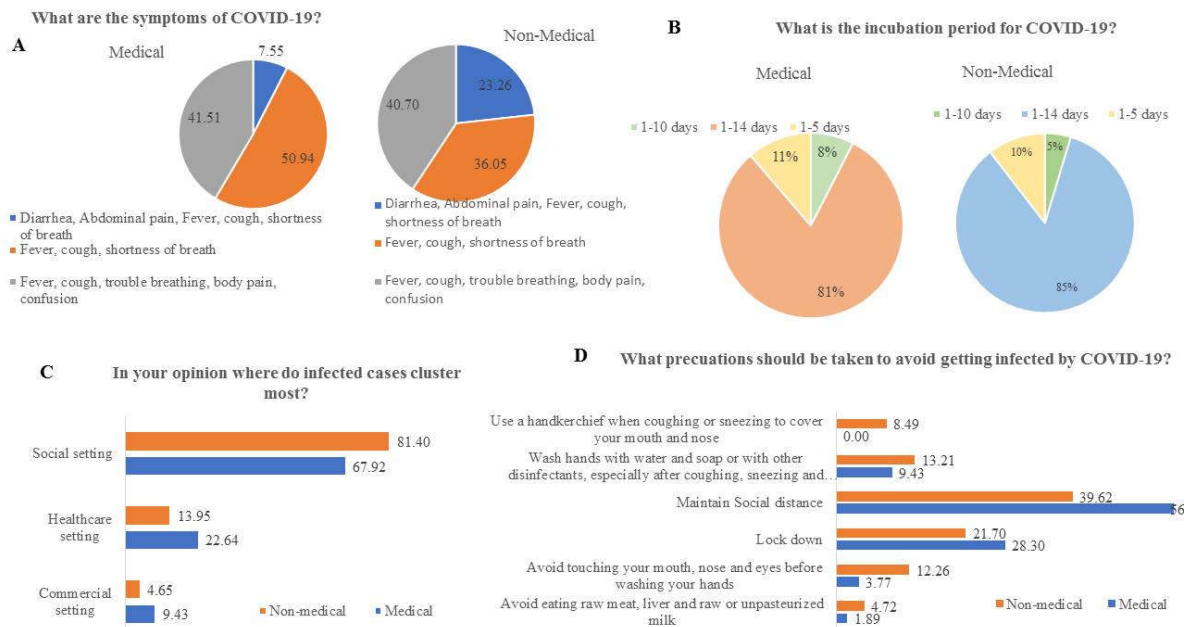 What are the symptoms of COVID-19?
A
Medical
Non-Medical
7.55
50.94
41.51
23.26
36.05
40.70
Diarrhea, Abdominal pain, Fever, cough, shortness
of breath
Fever, cough, shortness of breath
Fever, cough, trouble breathing, body pain,
confusion
Diarrhea, Abdominal pain, Fever, cough,
shortness of breath
Fever, cough, shortness of breath
Fever, cough, trouble breathing, body pain,
confusion
B
What is the incubation period for COVID-19?
Medical
Non-Medical
1-10 days 1-14 days 1-5 days
1-10 days 1-14 days 1-5 days
11%
8%
81%
10%
5%
85%
C
In your opinion where do infected cases cluster
most?
Social setting
81.40
67.92
Healthcare
setting
13.95
22.64
Commercial
setting
4.65
9.43
Non-medical Medical
D
What precuations should be taken to avoid getting infected by COVID-19?
Use a handkerchief when coughing or sneezing to cover
your mouth and nose
8.49
0.00
Wash hands with water and soap or with other
disinfectants, especially after coughing, sneezing and…
13.21
9.43
Maintain Social distance
39.62
56
Lock down
21.70
28.30
Avoid touching your mouth, nose and eyes before
washing your hands
12.26
3.77
Avoid eating raw meat, liver and raw or unpasteurized
milk
4.72
1.89
Non-medical Medical